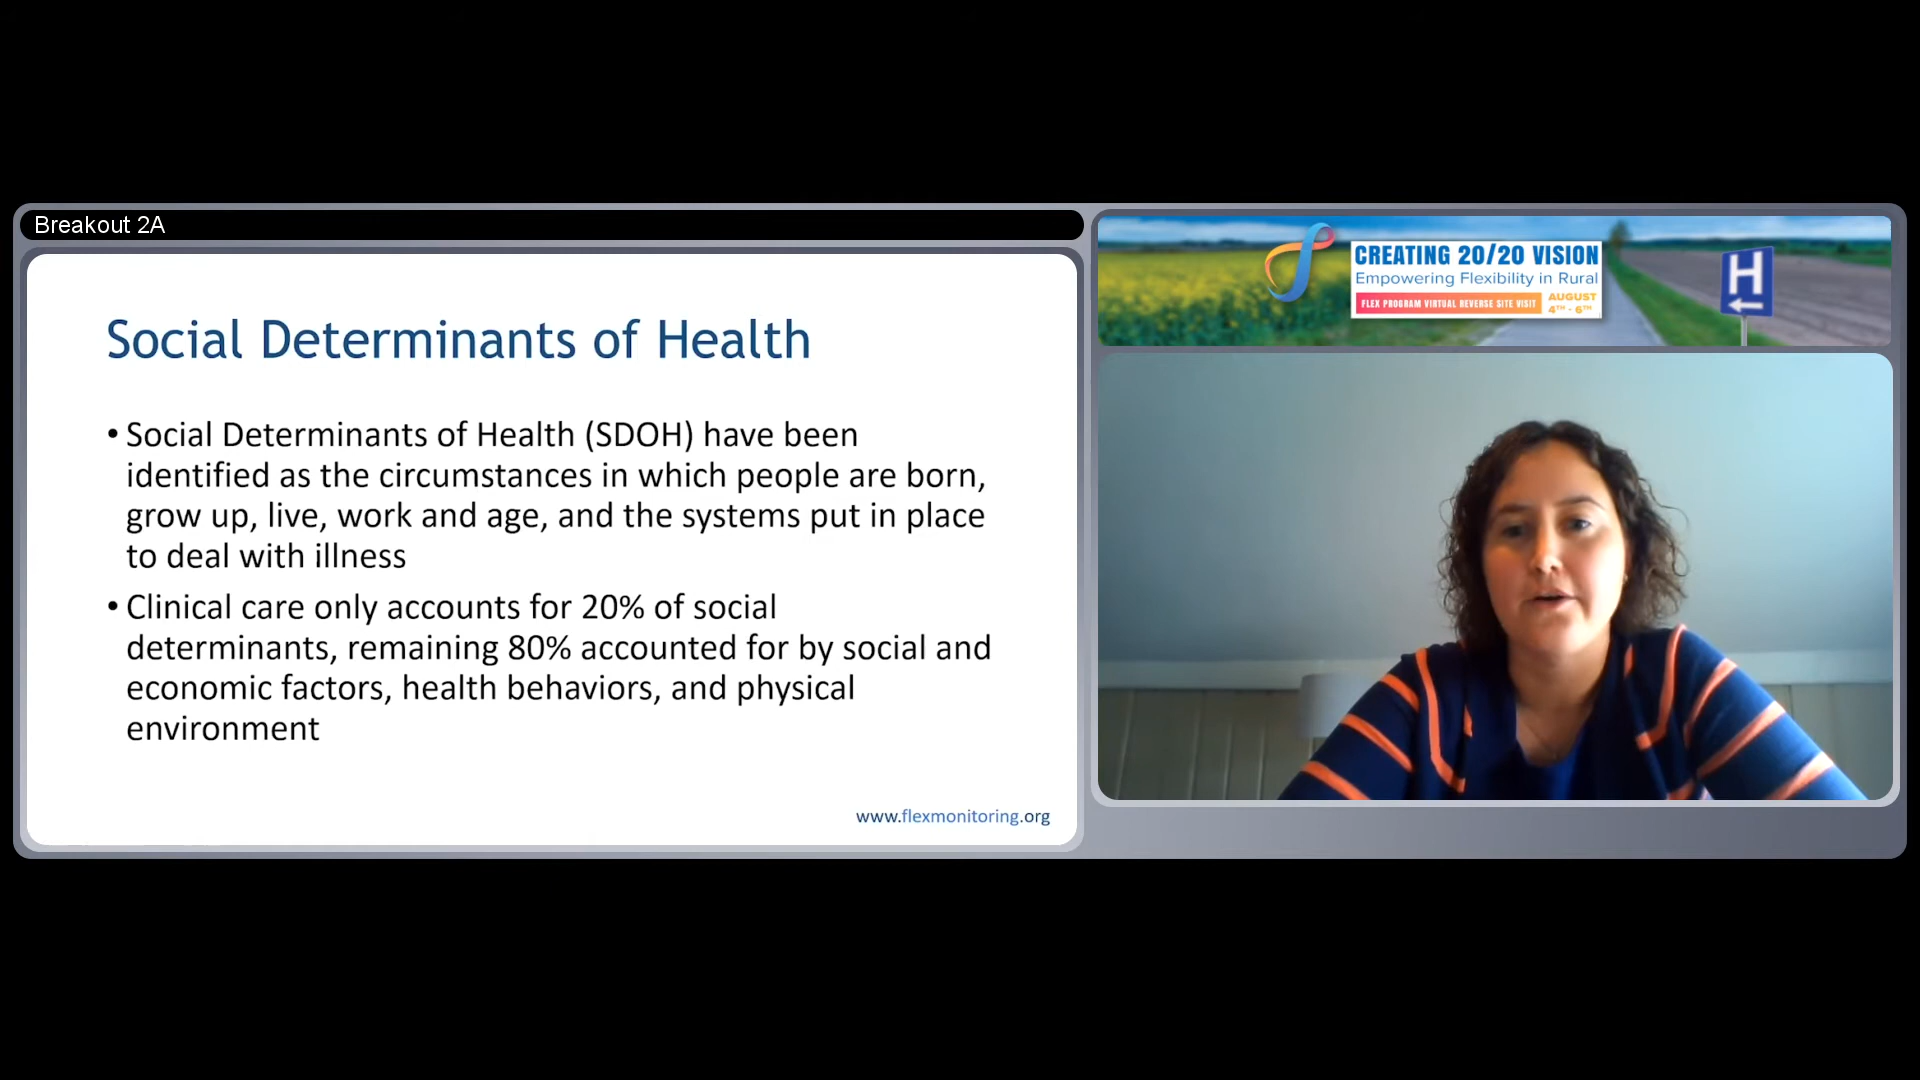 Breakout 2A
Social Determinants of Health
• Social Determinants of Health (SDOH) have been
identified as the circumstances in which people are born,
grow up, live, work and age, and the systems put in place
to deal with illness
• Clinical care only accounts for 20% of social
determinants, remaining 80% accounted for by social and
economic factors, health behaviors, and physical
environment
www.flexmonitoring.org
CREATING 20/20 VISION
Empowering Flexibility in Rural
FLEX PROGRAM VIRTUAL REVERSE SITE VISIT
AUGUST
4TH - 6TH
H